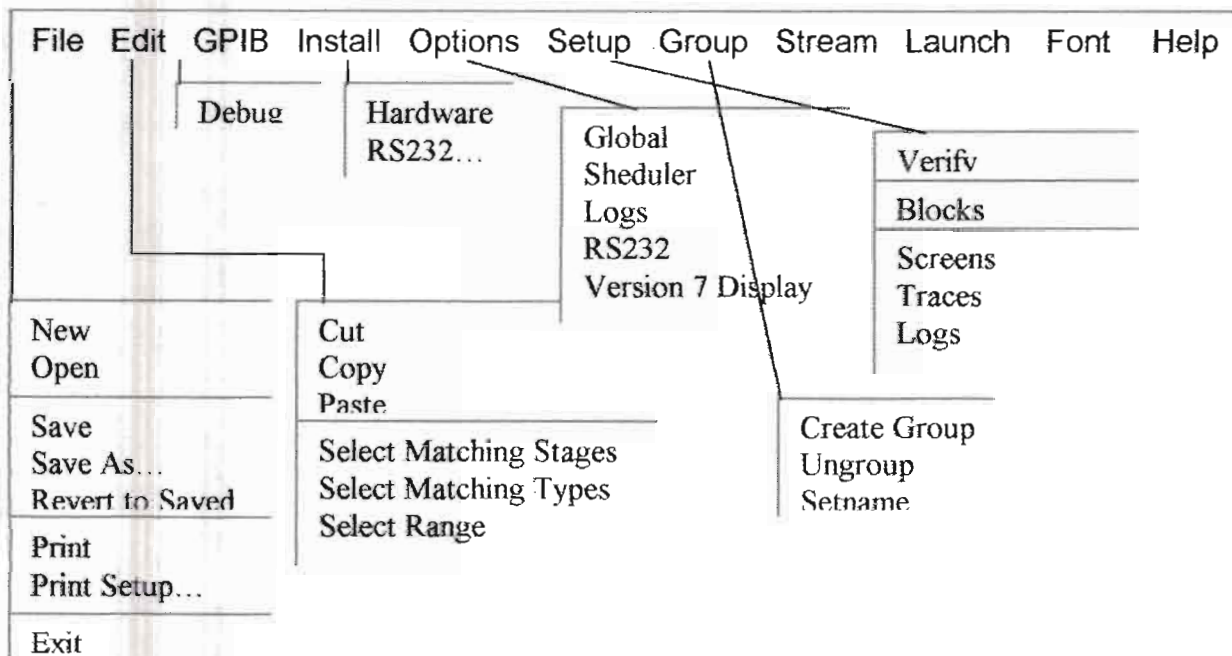 File Edit GPIB Install Options Setup Group Stream Launch Font Help
Debug
Hardware
RS232...
Global
Sheduler
Logs
RS232
Version 7 Display
Verify
Blocks
Screens
Traces
Logs
New
Open
Save
Save As...
Revert to Saved
Print
Print Setup...
Exit
Cut
Copy
Paste
Select Matching Stages
Select Matching Types
Select Range
Create Group
Ungroup
Setname